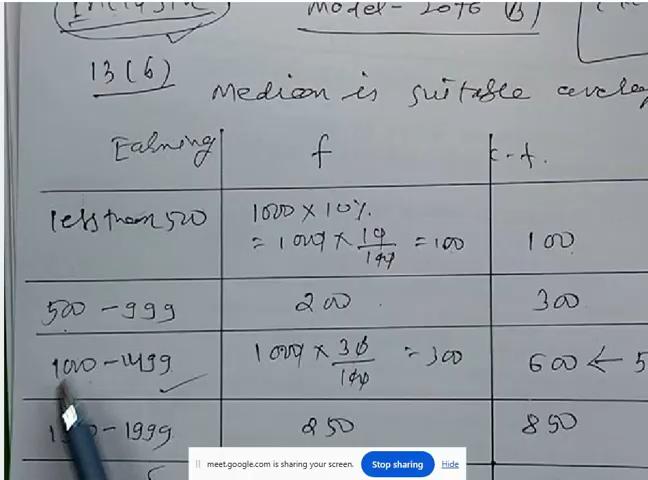 Model - 2076 (B)
13(b)
Median is suitable averag
Earning f c.f.
less than 500 1000 × 10%
= 1000 × 10/100 = 100 100
500 - 999 200 300
1000 - 1499 1000 × 30/100 = 300 600 ← 5
- 1999 250 850
meet.google.com is sharing your screen. Stop sharing Hide